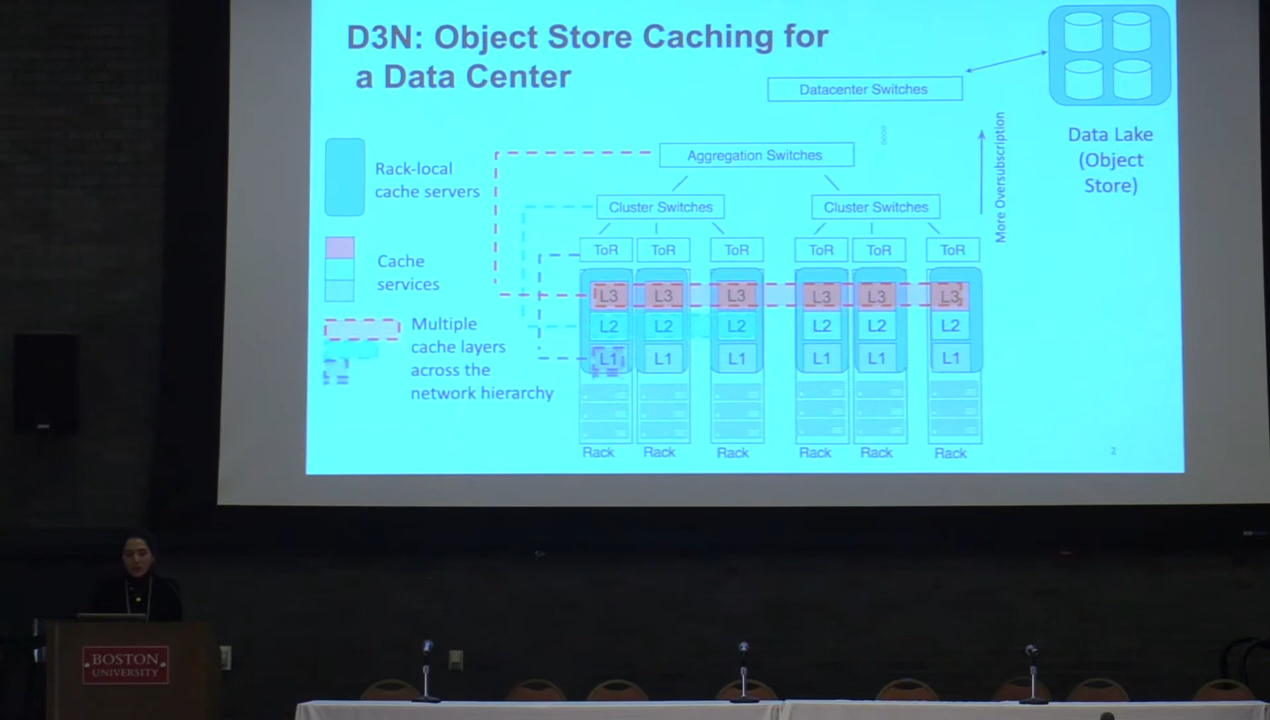 D3N: Object Store Caching for
a Data Center
Datacenter Switches
Data Lake
(Object
Store)
More Oversubscription
Aggregation Switches
Rack-local
cache servers
Cluster Switches
Cluster Switches
ToR
ToR
ToR
ToR
ToR
ToR
Cache
services
L3
L3
L3
L3
L3
L3
L2
L2
L2
L2
L2
L2
L1
L1
L1
L1
L1
L1
Multiple
cache layers
across the
network hierarchy
Rack
Rack
Rack
Rack
Rack
Rack
2
BOSTON
UNIVERSITY